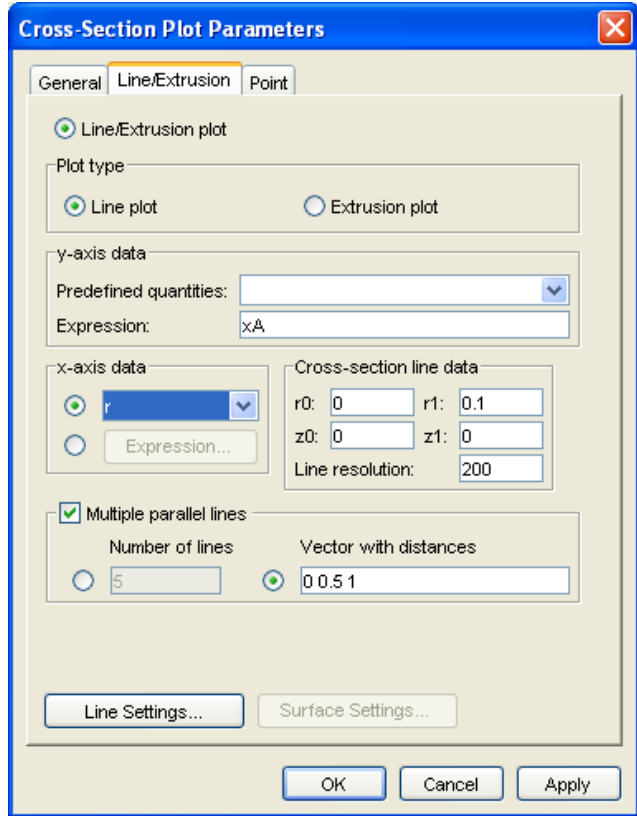 Cross-Section Plot Parameters
General Line/Extrusion Point
Line/Extrusion plot
Plot type
Line plot Extrusion plot
y-axis data
Predefined quantities:
Expression: xA
x-axis data
r
Expression...
Cross-section line data
r0: 0 r1: 0.1
z0: 0 z1: 0
Line resolution: 200
Multiple parallel lines
Number of lines Vector with distances
5 0 0.5 1
Line Settings... Surface Settings...
OK Cancel Apply